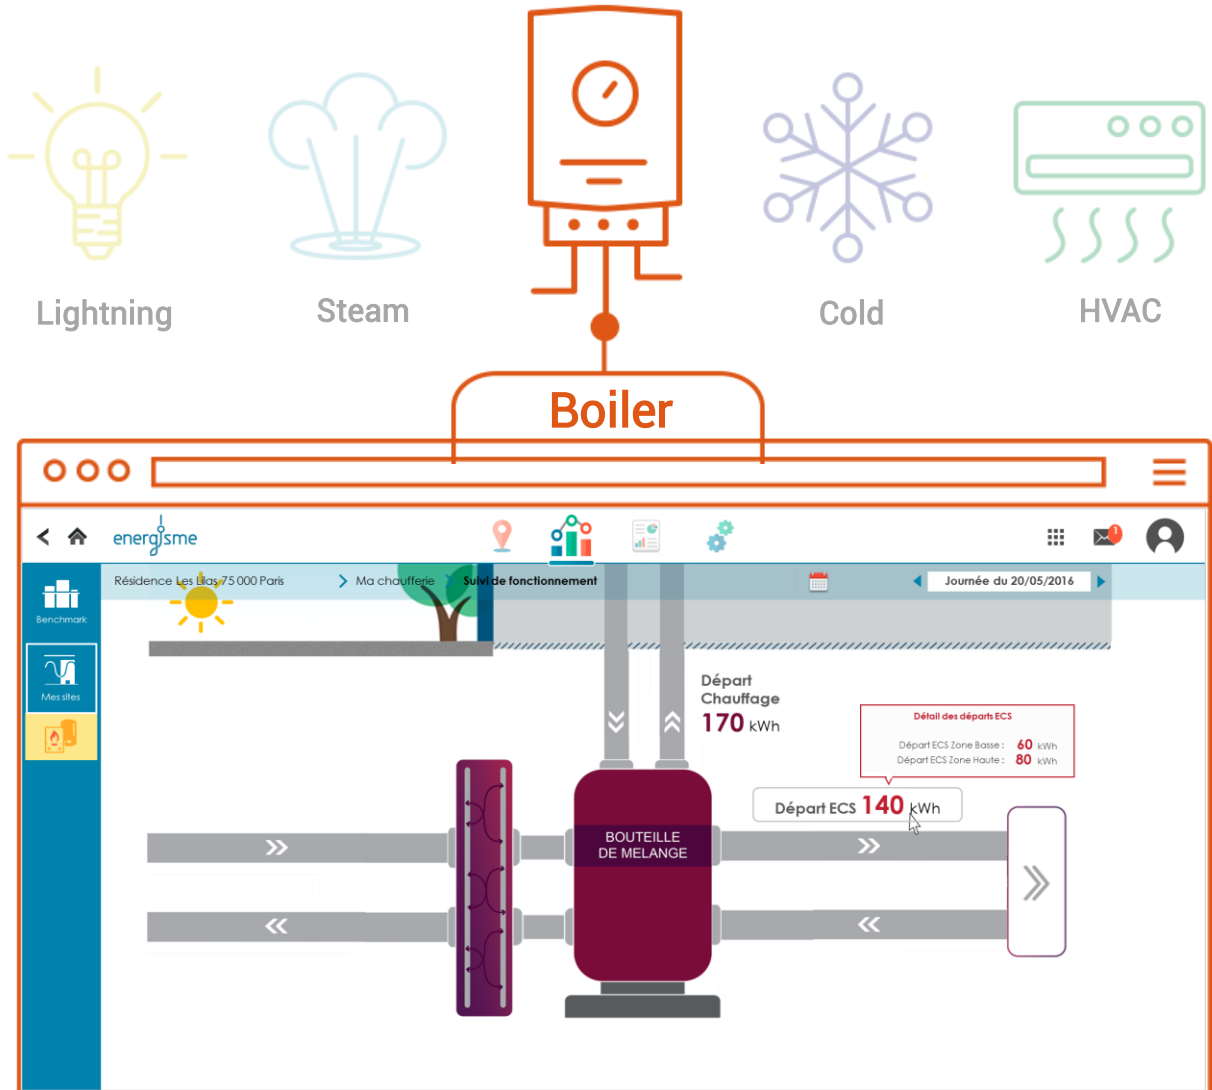 Lightning
Steam
Cold
HVAC
Boiler
energisme
1
Résidence Les Lilas 75 000 Paris
Ma chaufferie
Suivi de fonctionnement
Journée du 20/05/2016
Benchmark
Mes sites
Départ
Chauffage
170 kWh
Détail des départs ECS
Départ ECS Zone Basse : 60 kWh
Départ ECS Zone Haute : 80 kWh
Départ ECS 140 kWh
BOUTEILLE
DE MELANGE